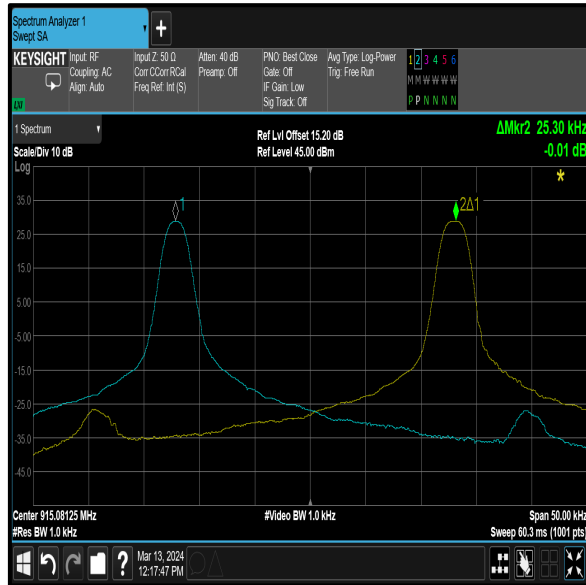 Spectrum Analyzer 1
Swept SA
+
KEYSIGHT
LXI
Input: RF
Coupling: AC
Align: Auto
Input Z: 50 Ω
Corr CCorr RCal
Freq Ref: Int (S)
Atten: 40 dB
Preamp: Off
PNO: Best Close
Gate: Off
IF Gain: Low
Sig Track: Off
Avg Type: Log-Power
Trig: Free Run
1 2 3 4 5 6
M M W W W W
P P N N N N
1 Spectrum
Scale/Div 10 dB
Ref Lvl Offset 15.20 dB
Ref Level 45.00 dBm
ΔMkr2 25.30 kHz
-0.01 dB
Log
*
1
2Δ1
35.0
25.0
15.0
5.00
-5.00
-15.0
-25.0
-35.0
-45.0
Center 915.08125 MHz
#Video BW 1.0 kHz
Span 50.00 kHz
#Res BW 1.0 kHz
Sweep 60.3 ms (1001 pts)
?
Mar 13, 2024
12:17:47 PM